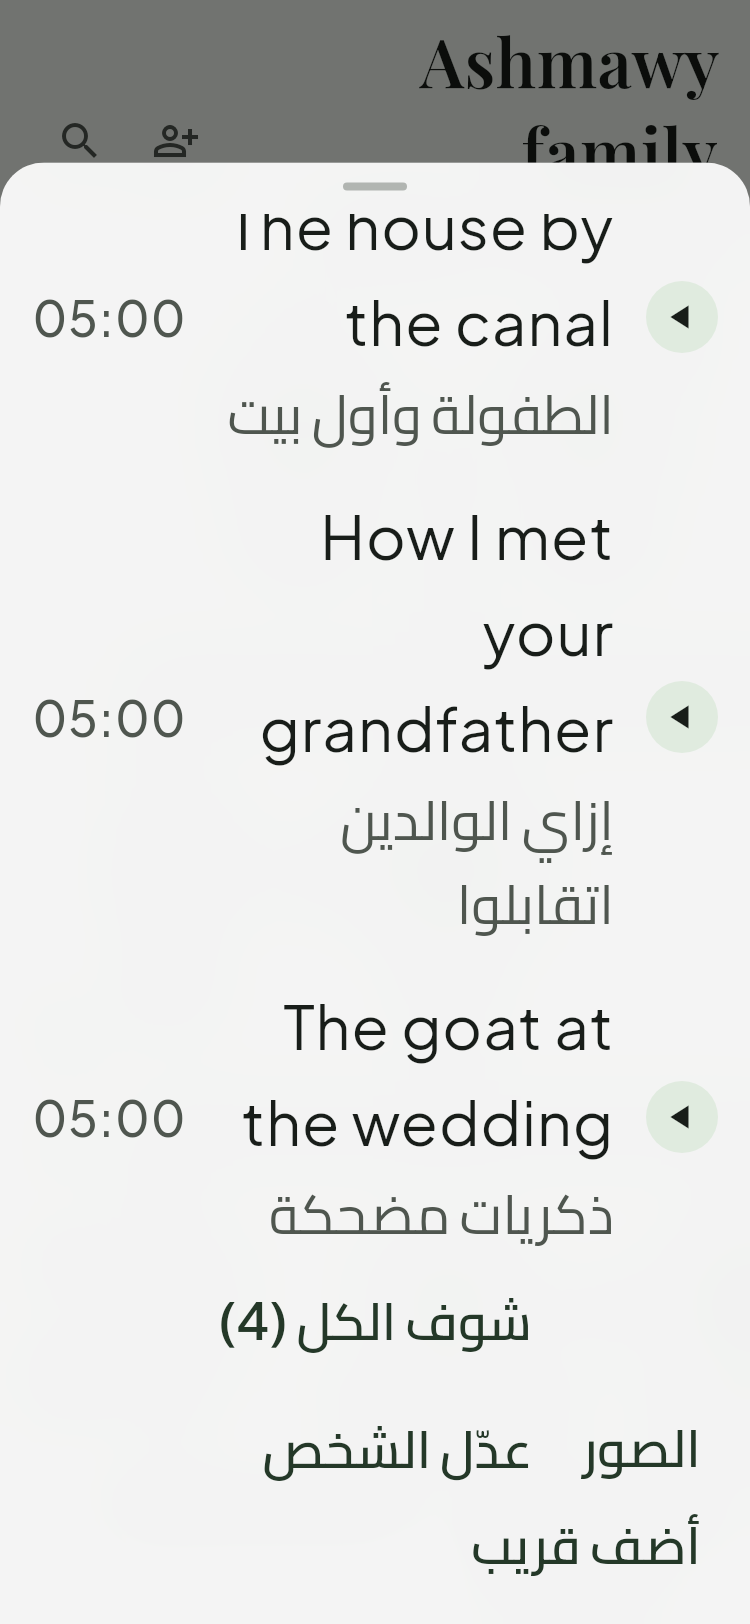 Ashmawy
family
The house by
the canal
05:00
الطفولة وأول بيت
How I met
your
grandfather
05:00
إزاي الوالدين
اتقابلوا
The goat at
the wedding
05:00
ذكريات مضحكة
شوف الكل (4)
الصور
عدّل الشخص
أضف قريب